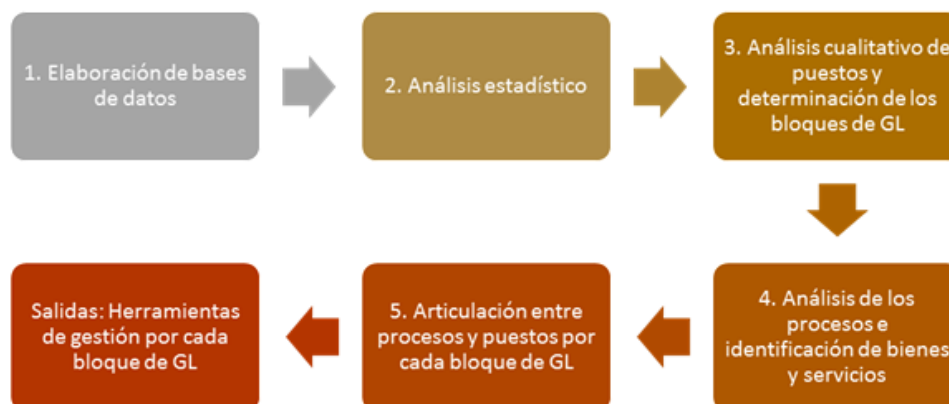 1. Elaboración de bases
de datos
2. Análisis estadístico
3. Análisis cualitativo de
puestos y
determinación de los
bloques de GL
4. Análisis de los
procesos e
identificación de bienes
y servicios
5. Articulación entre
procesos y puestos por
cada bloque de GL
Salidas: Herramientas
de gestión por cada
bloque de GL